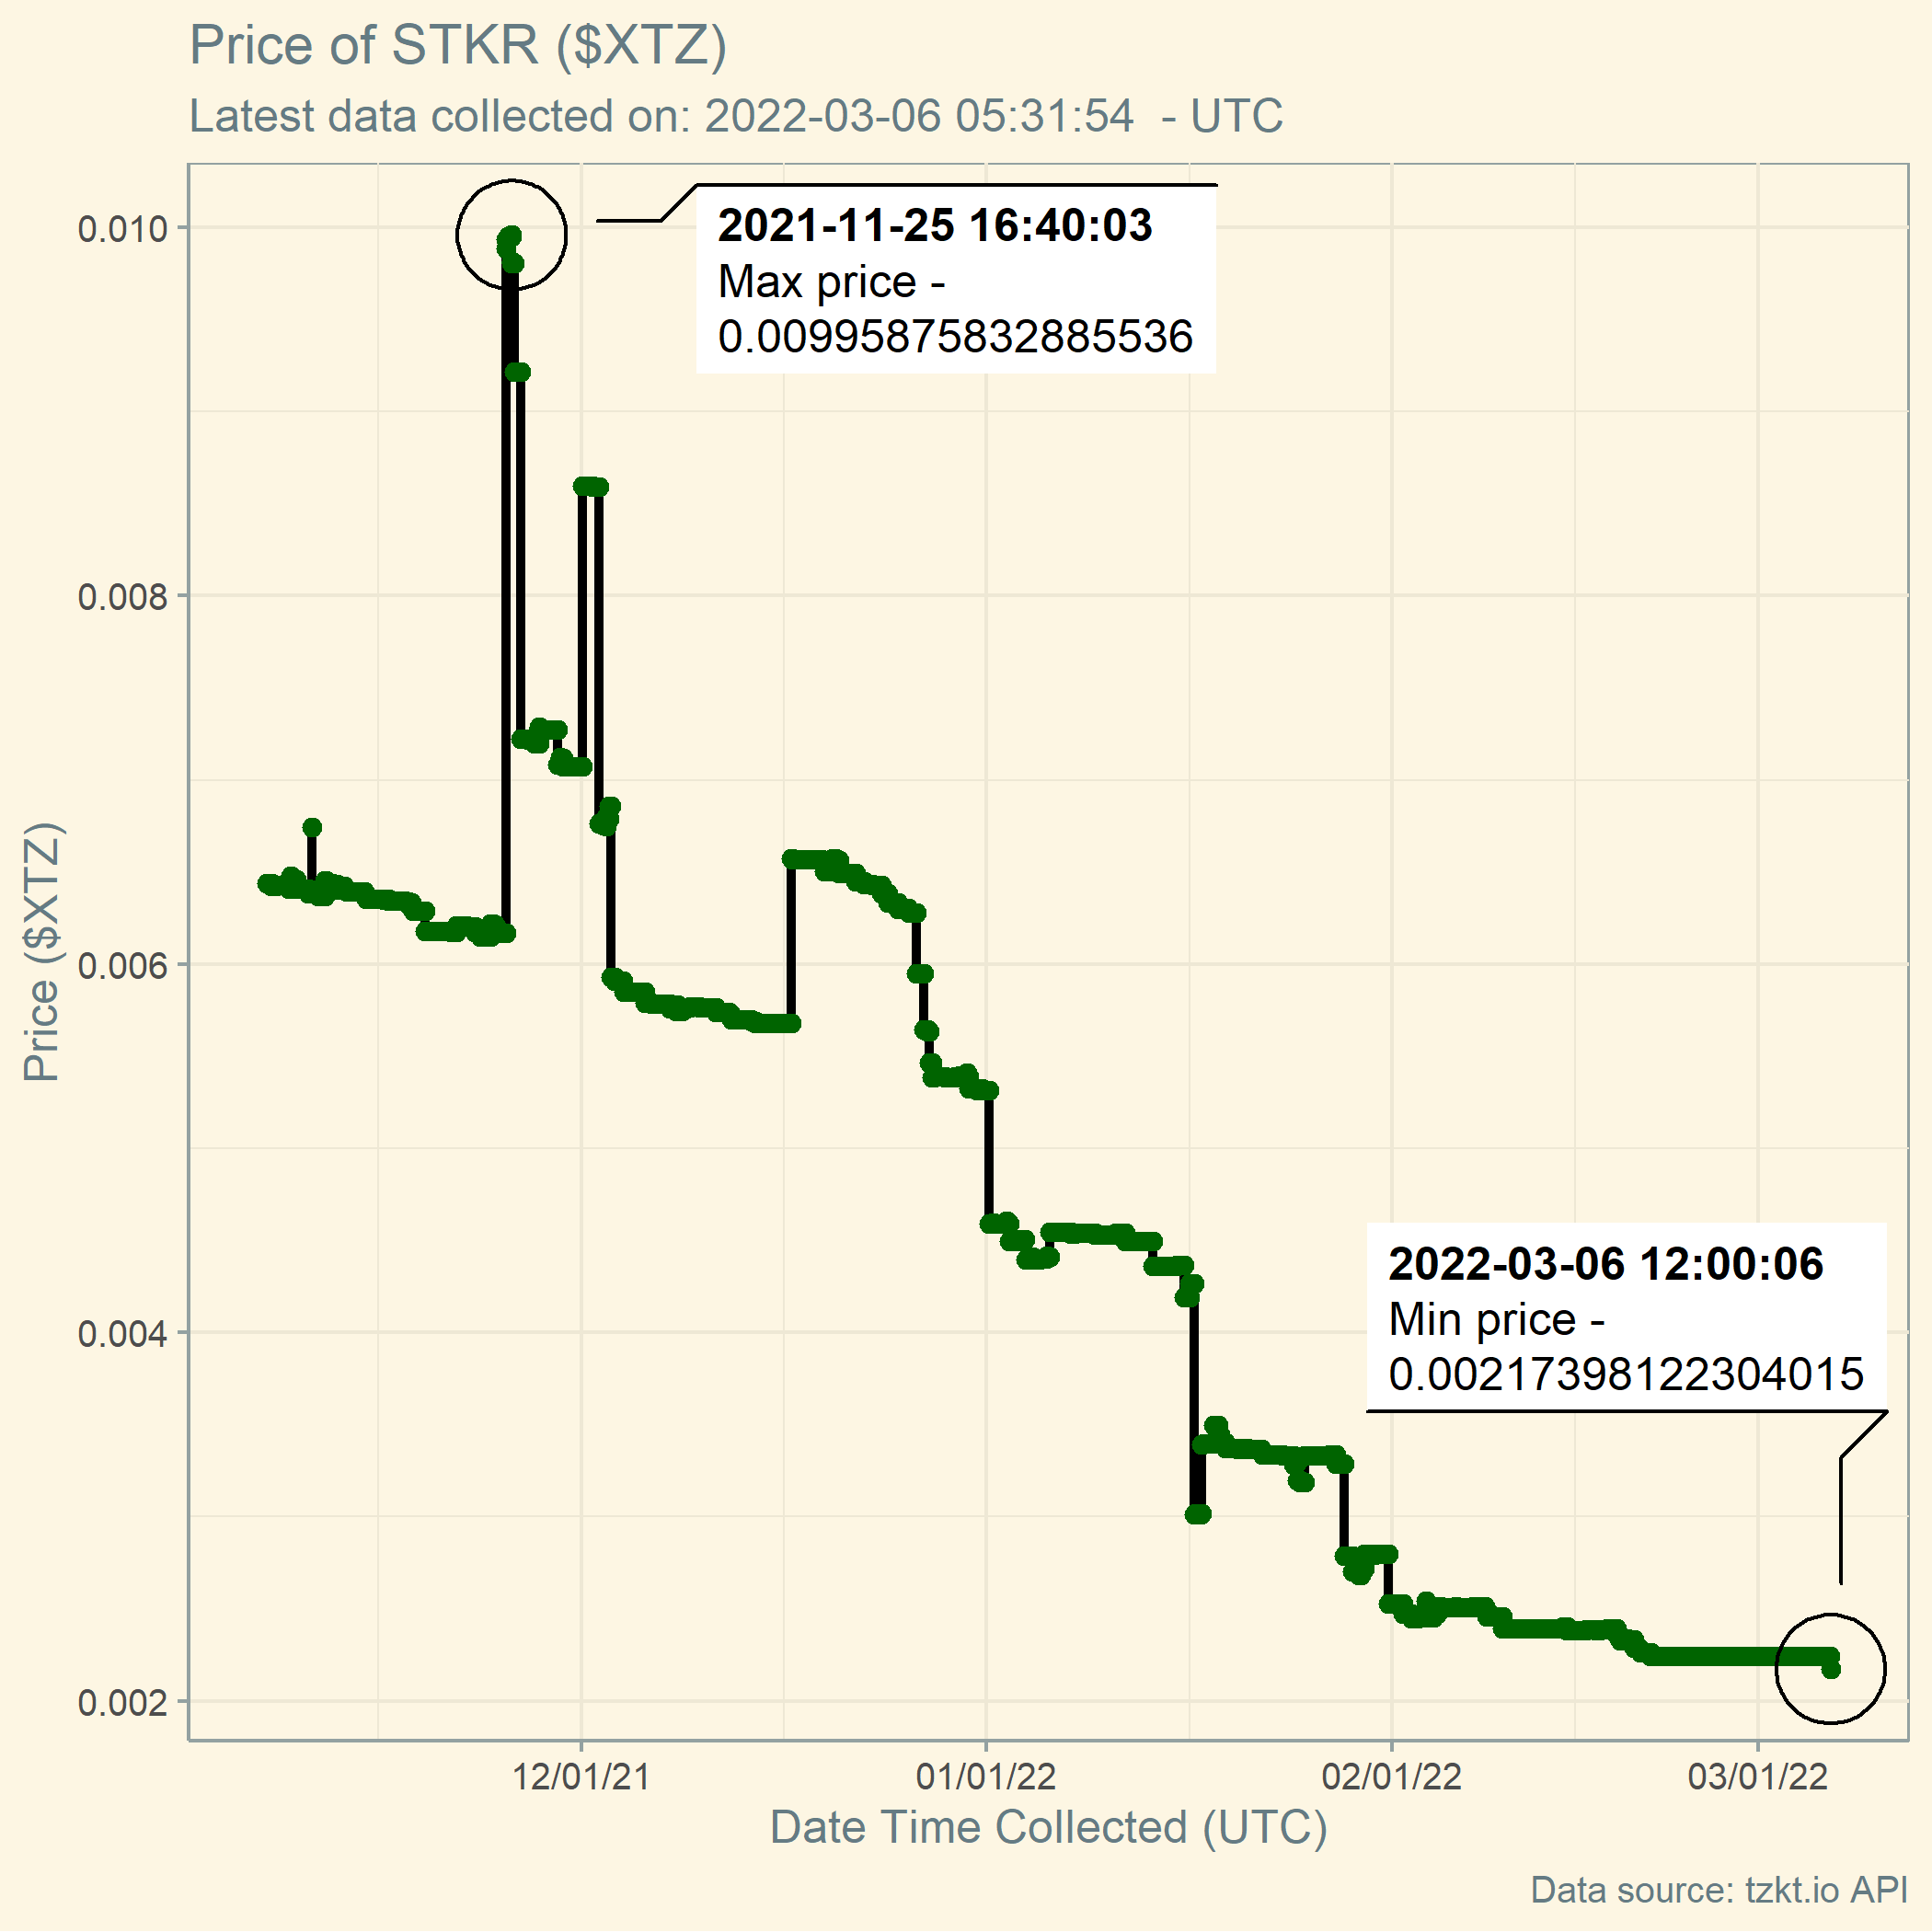 Price of STKR ($XTZ)
Latest data collected on: 2022-03-06 05:31:54 - UTC
2021-11-25 16:40:03
Max price -
0.00995875832885536
0.010
0.008
0.006
0.004
0.002
Price ($XTZ)
2022-03-06 12:00:06
Min price -
0.00217398122304015
12/01/21
01/01/22
02/01/22
03/01/22
Date Time Collected (UTC)
Data source: tzkt.io API